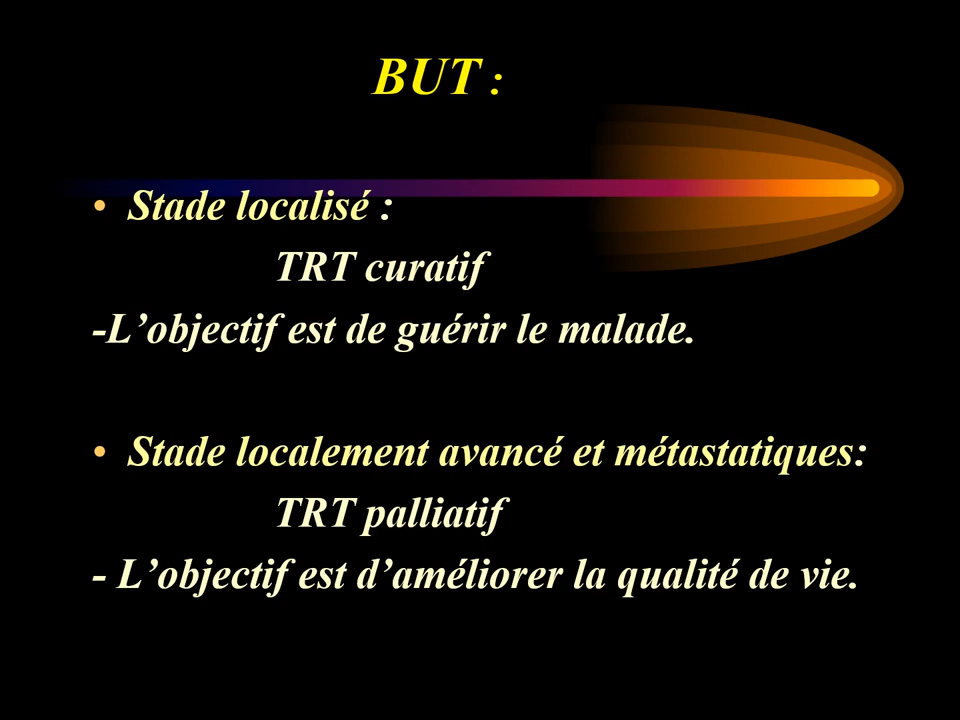 BUT :
• Stade localisé :
TRT curatif
-L’objectif est de guérir le malade.
• Stade localement avancé et métastatiques:
TRT palliatif
- L’objectif est d’améliorer la qualité de vie.